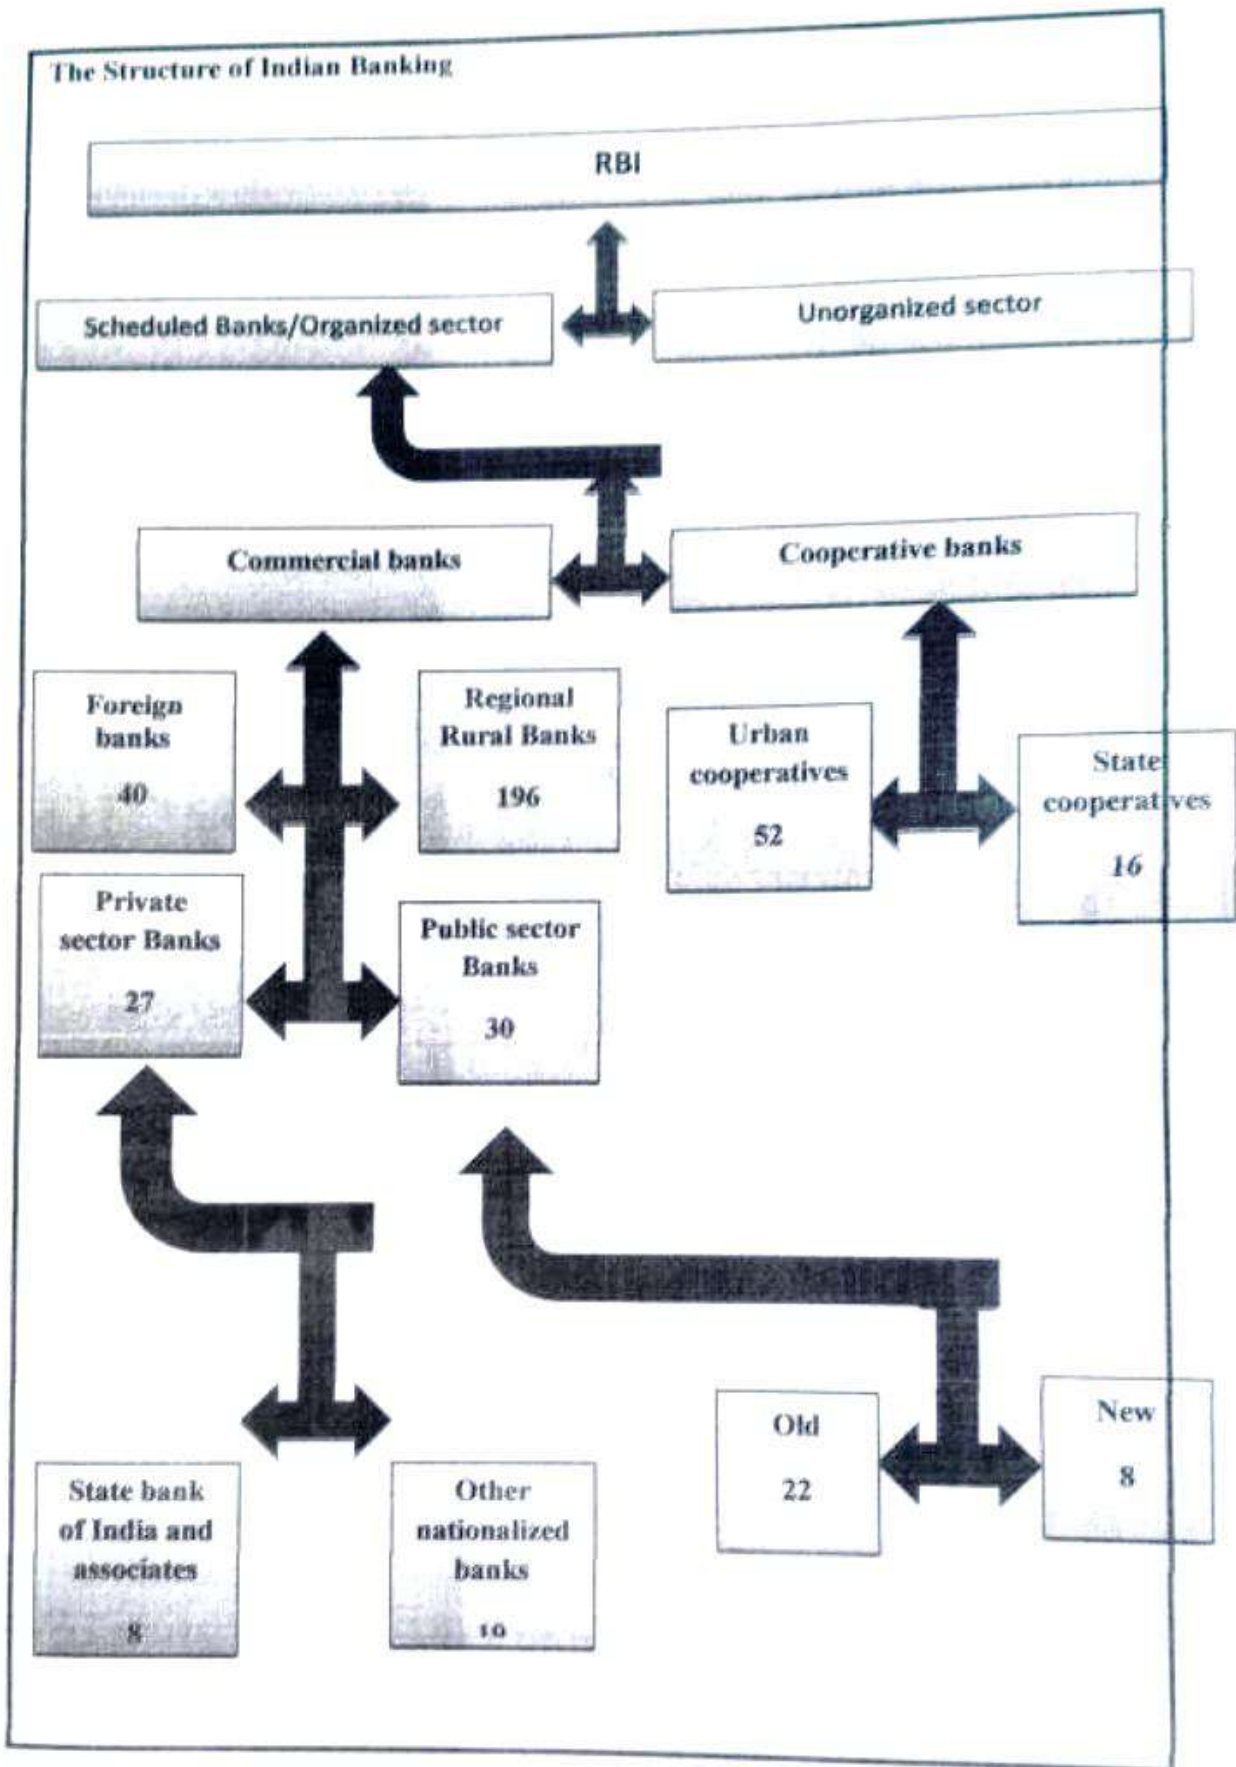 The Structure of Indian Banking
RBI
Scheduled Banks/Organized sector
Unorganized sector
Commercial banks
Cooperative banks
Foreign
banks
40
Regional
Rural Banks
196
Urban
cooperatives
52
State
cooperatives
16
Private
sector Banks
27
Public sector
Banks
30
Old
22
New
8
State bank
of India and
associates
8
Other
nationalized
banks